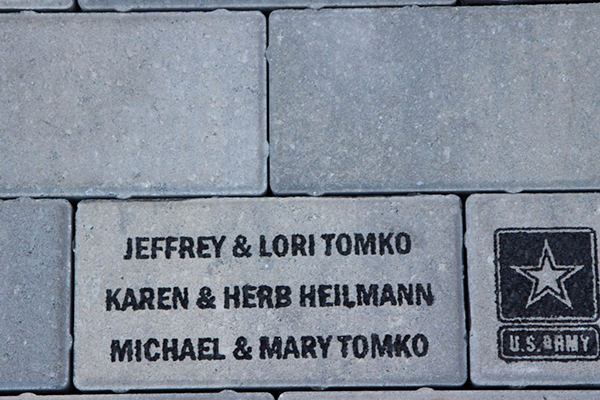 JEFFREY & LORI TOMKO
KAREN & HERB HEILMANN
MICHAEL & MARY TOMKO
U.S. ARMY